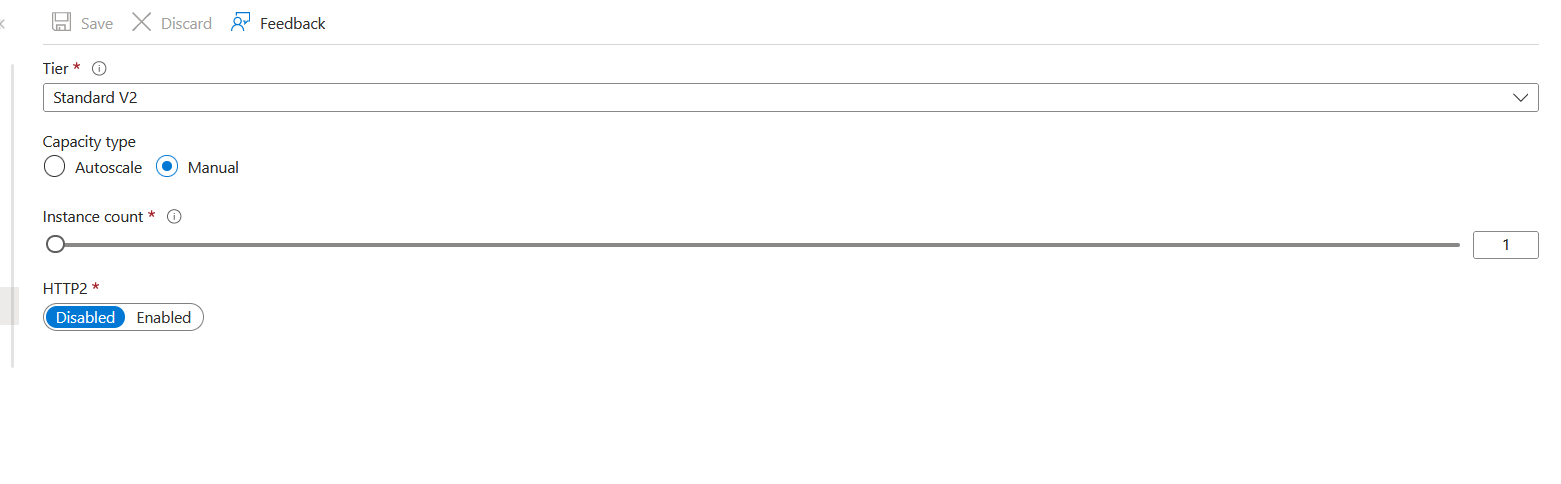 Save Discard Feedback
Tier *
Standard V2
Capacity type
Autoscale Manual
Instance count *
1
HTTP2 *
Disabled Enabled